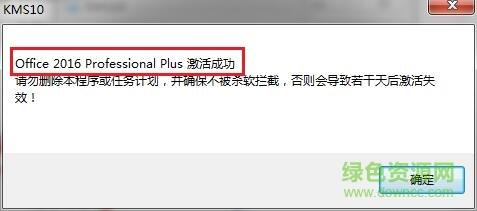 KMS10
Office 2016 Professional Plus 激活成功
请勿删除本程序或任务计划，并确保不被杀软拦截，否则会导致若干天后激活失
效！
确定
绿色资源网
www.downcc.com